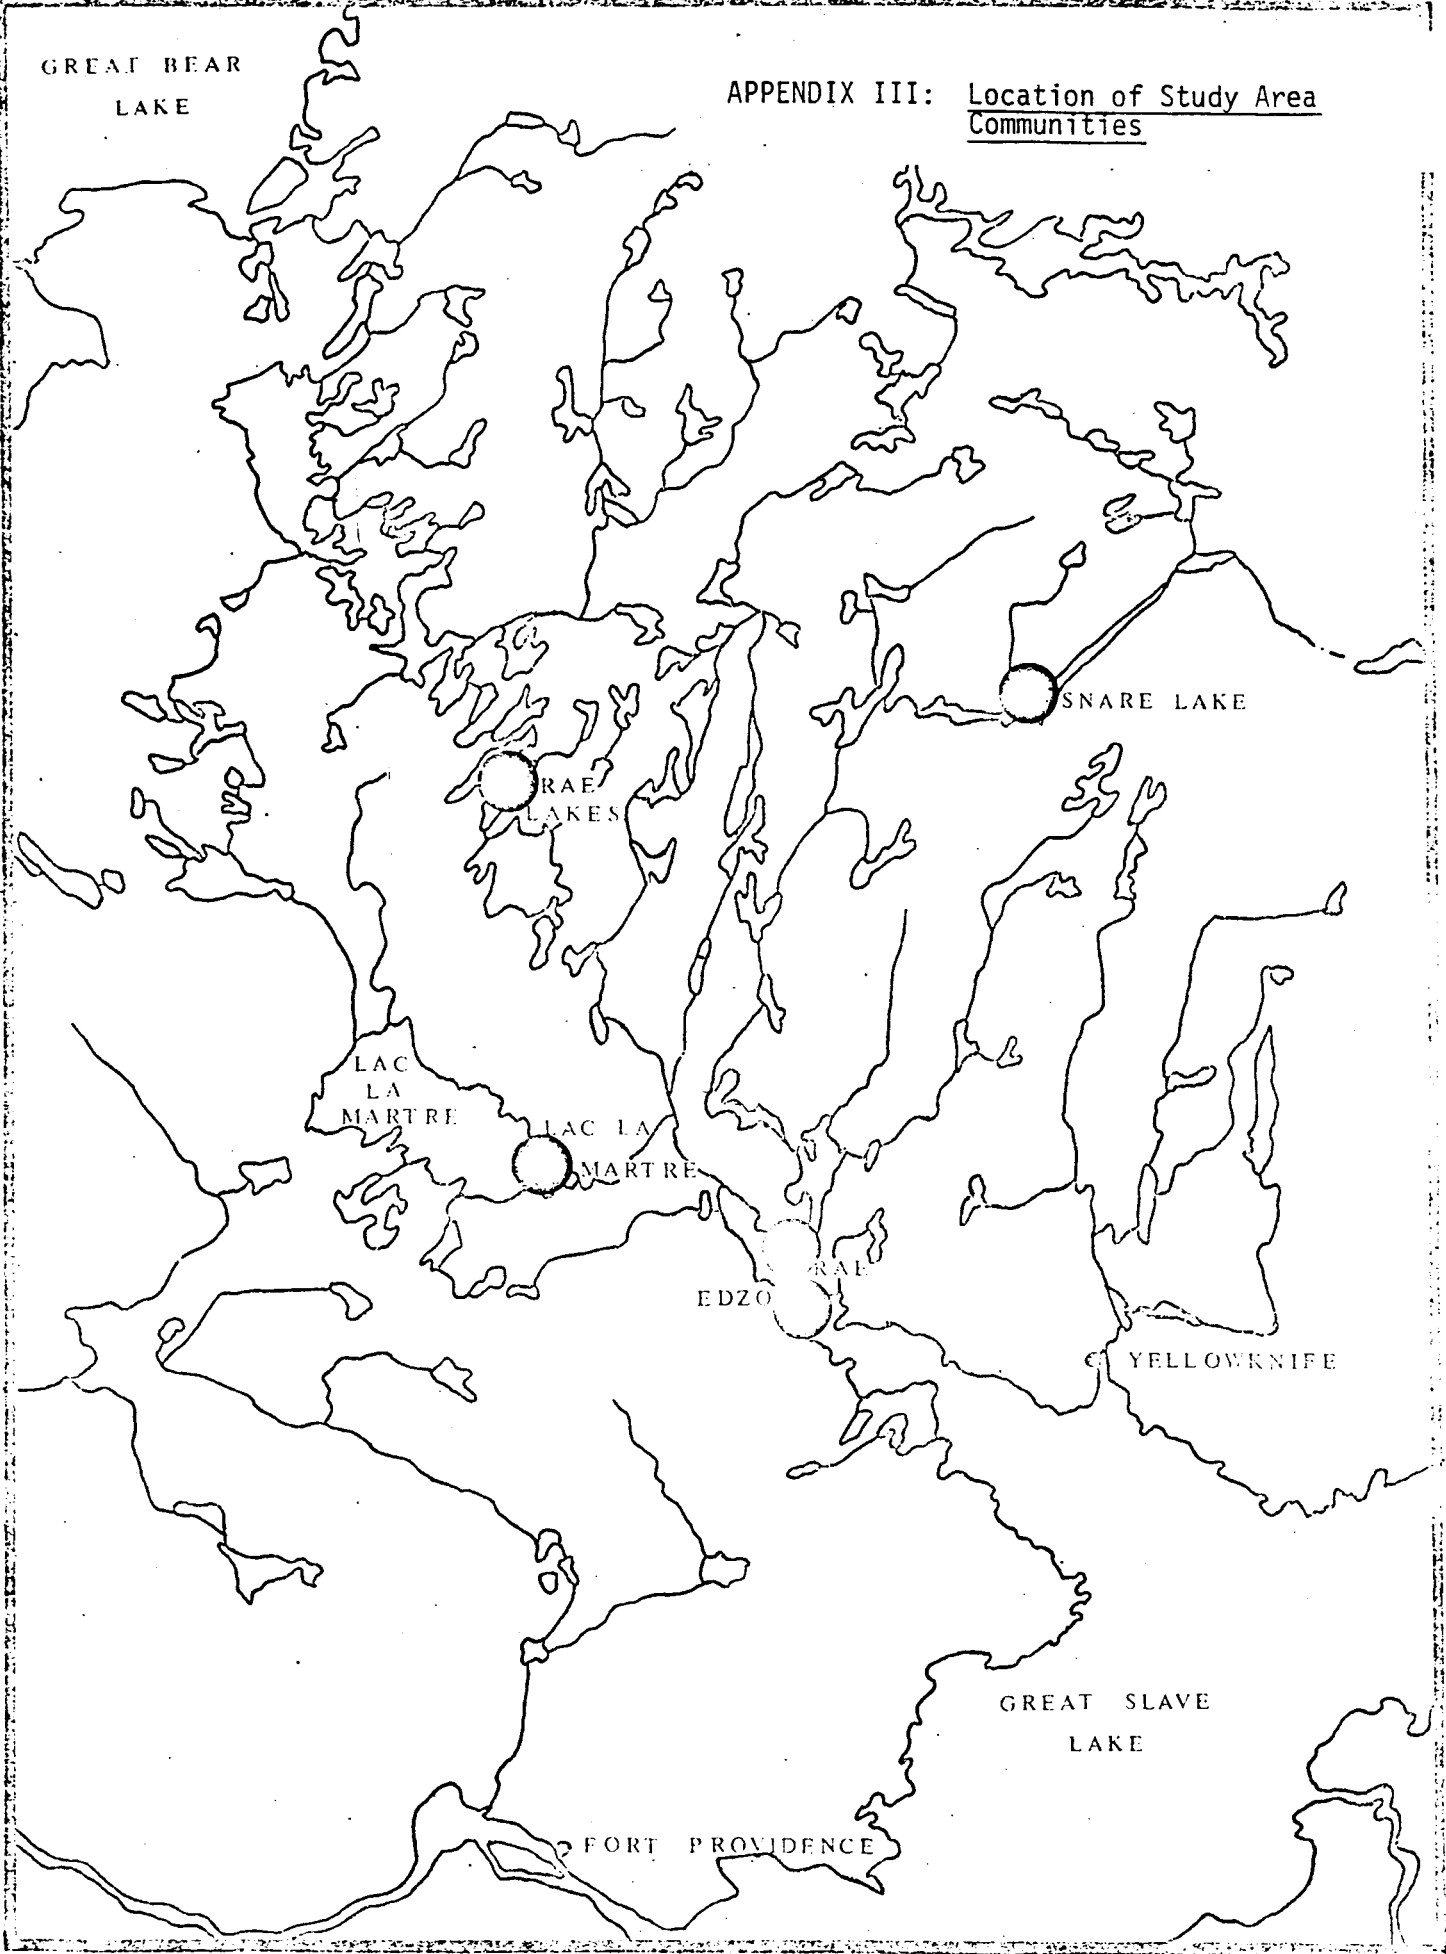 GREAT BEAR
LAKE
APPENDIX III: Location of Study Area
Communities
SNARE LAKE
RAE
LAKES
LAC
LA
MARTRE
LAC LA
MARTRE
RAE
EDZO
YELLOWKNIFE
GREAT SLAVE
LAKE
FORT PROVIDENCE